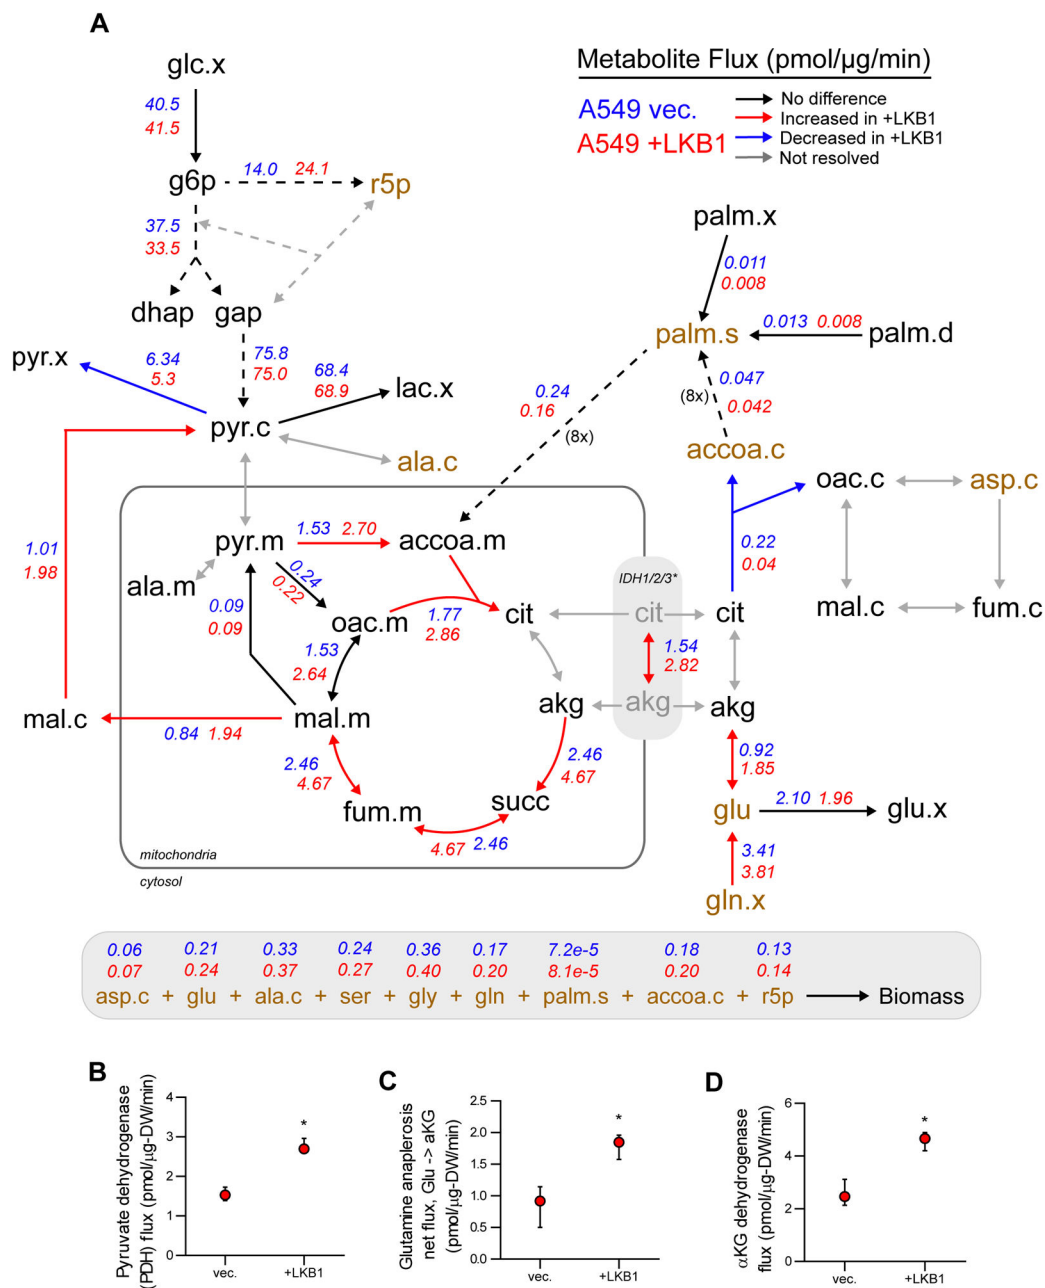 A
Metabolite Flux (pmol/µg/min)
A549 vec.
A549 +LKB1
No difference
Increased in +LKB1
Decreased in +LKB1
Not resolved
glc.x
40.5
41.5
g6p
14.0 24.1
r5p
37.5
33.5
dhap gap
pyr.x
6.34
5.3
75.8
75.0
68.4
68.9
lac.x
pyr.c
ala.c
palm.x
0.011
0.008
palm.s
0.013 0.008
palm.d
0.24
0.16
(8x)
(8x)
0.047
0.042
accoa.c
oac.c
asp.c
0.22
0.04
mal.c
fum.c
1.01
1.98
pyr.m
1.53 2.70
accoa.m
ala.m
0.24
0.22
0.09
0.09
oac.m
1.77
2.86
cit
IDH1/2/3*
cit
cit
1.53
2.64
1.54
2.82
mal.c
0.84 1.94
mal.m
akg
akg
akg
2.46
4.67
2.46
4.67
0.92
1.85
fum.m
succ
4.67 2.46
glu
2.10 1.96
glu.x
3.41
3.81
gln.x
mitochondria
cytosol
0.06 0.21 0.33 0.24 0.36 0.17 7.2e-5 0.18 0.13
0.07 0.24 0.37 0.27 0.40 0.20 8.1e-5 0.20 0.14
asp.c + glu + ala.c + ser + gly + gln + palm.s + accoa.c + r5p Biomass
B
Pyruvate dehydrogenase
(PDH) flux (pmol/µg-DW/min)
4
3
2
1
0
*
vec. +LKB1
C
Glutamine anaplerosis
net flux, Glu -> aKG
(pmol/µg-DW/min)
2.5
2.0
1.5
1.0
0.5
0.0
*
vec. +LKB1
D
αKG dehydrogenase
flux (pmol/µg-DW/min)
6
4
2
0
*
vec. +LKB1